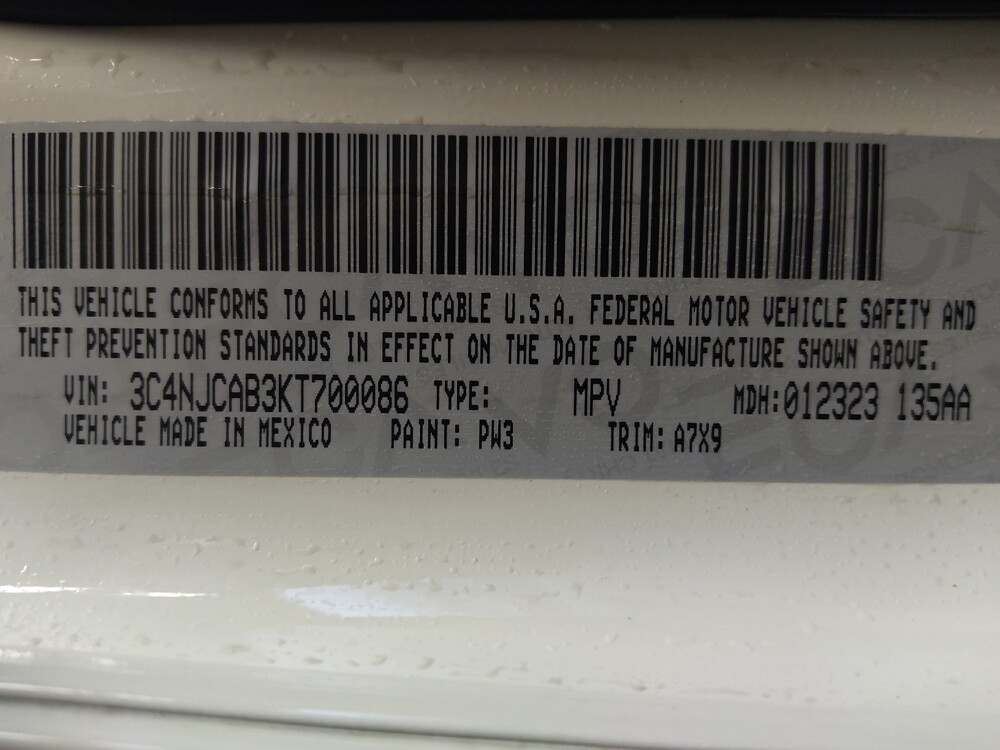 THIS VEHICLE CONFORMS TO ALL APPLICABLE U.S.A. FEDERAL MOTOR VEHICLE SAFETY AND
THEFT PREVENTION STANDARDS IN EFFECT ON THE DATE OF MANUFACTURE SHOWN ABOVE.
VIN: 3C4NJCAB3KT700086 TYPE: MPV MDH:012323 135AA
VEHICLE MADE IN MEXICO PAINT: PW3 TRIM: A7X9